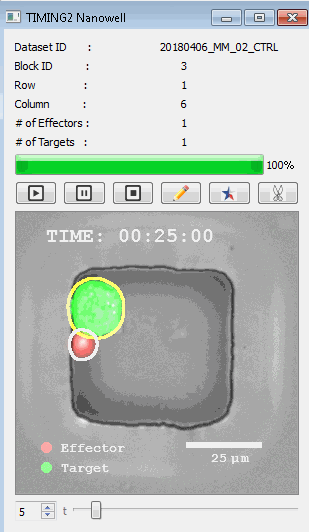 TIMING2 Nanowell
Dataset ID : 20180406_MM_02_CTRL
Block ID : 3
Row : 1
Column : 6
# of Effectors : 1
# of Targets : 1
100%
TIME: 00:25:00
Effector
Target
25 µm
5 t